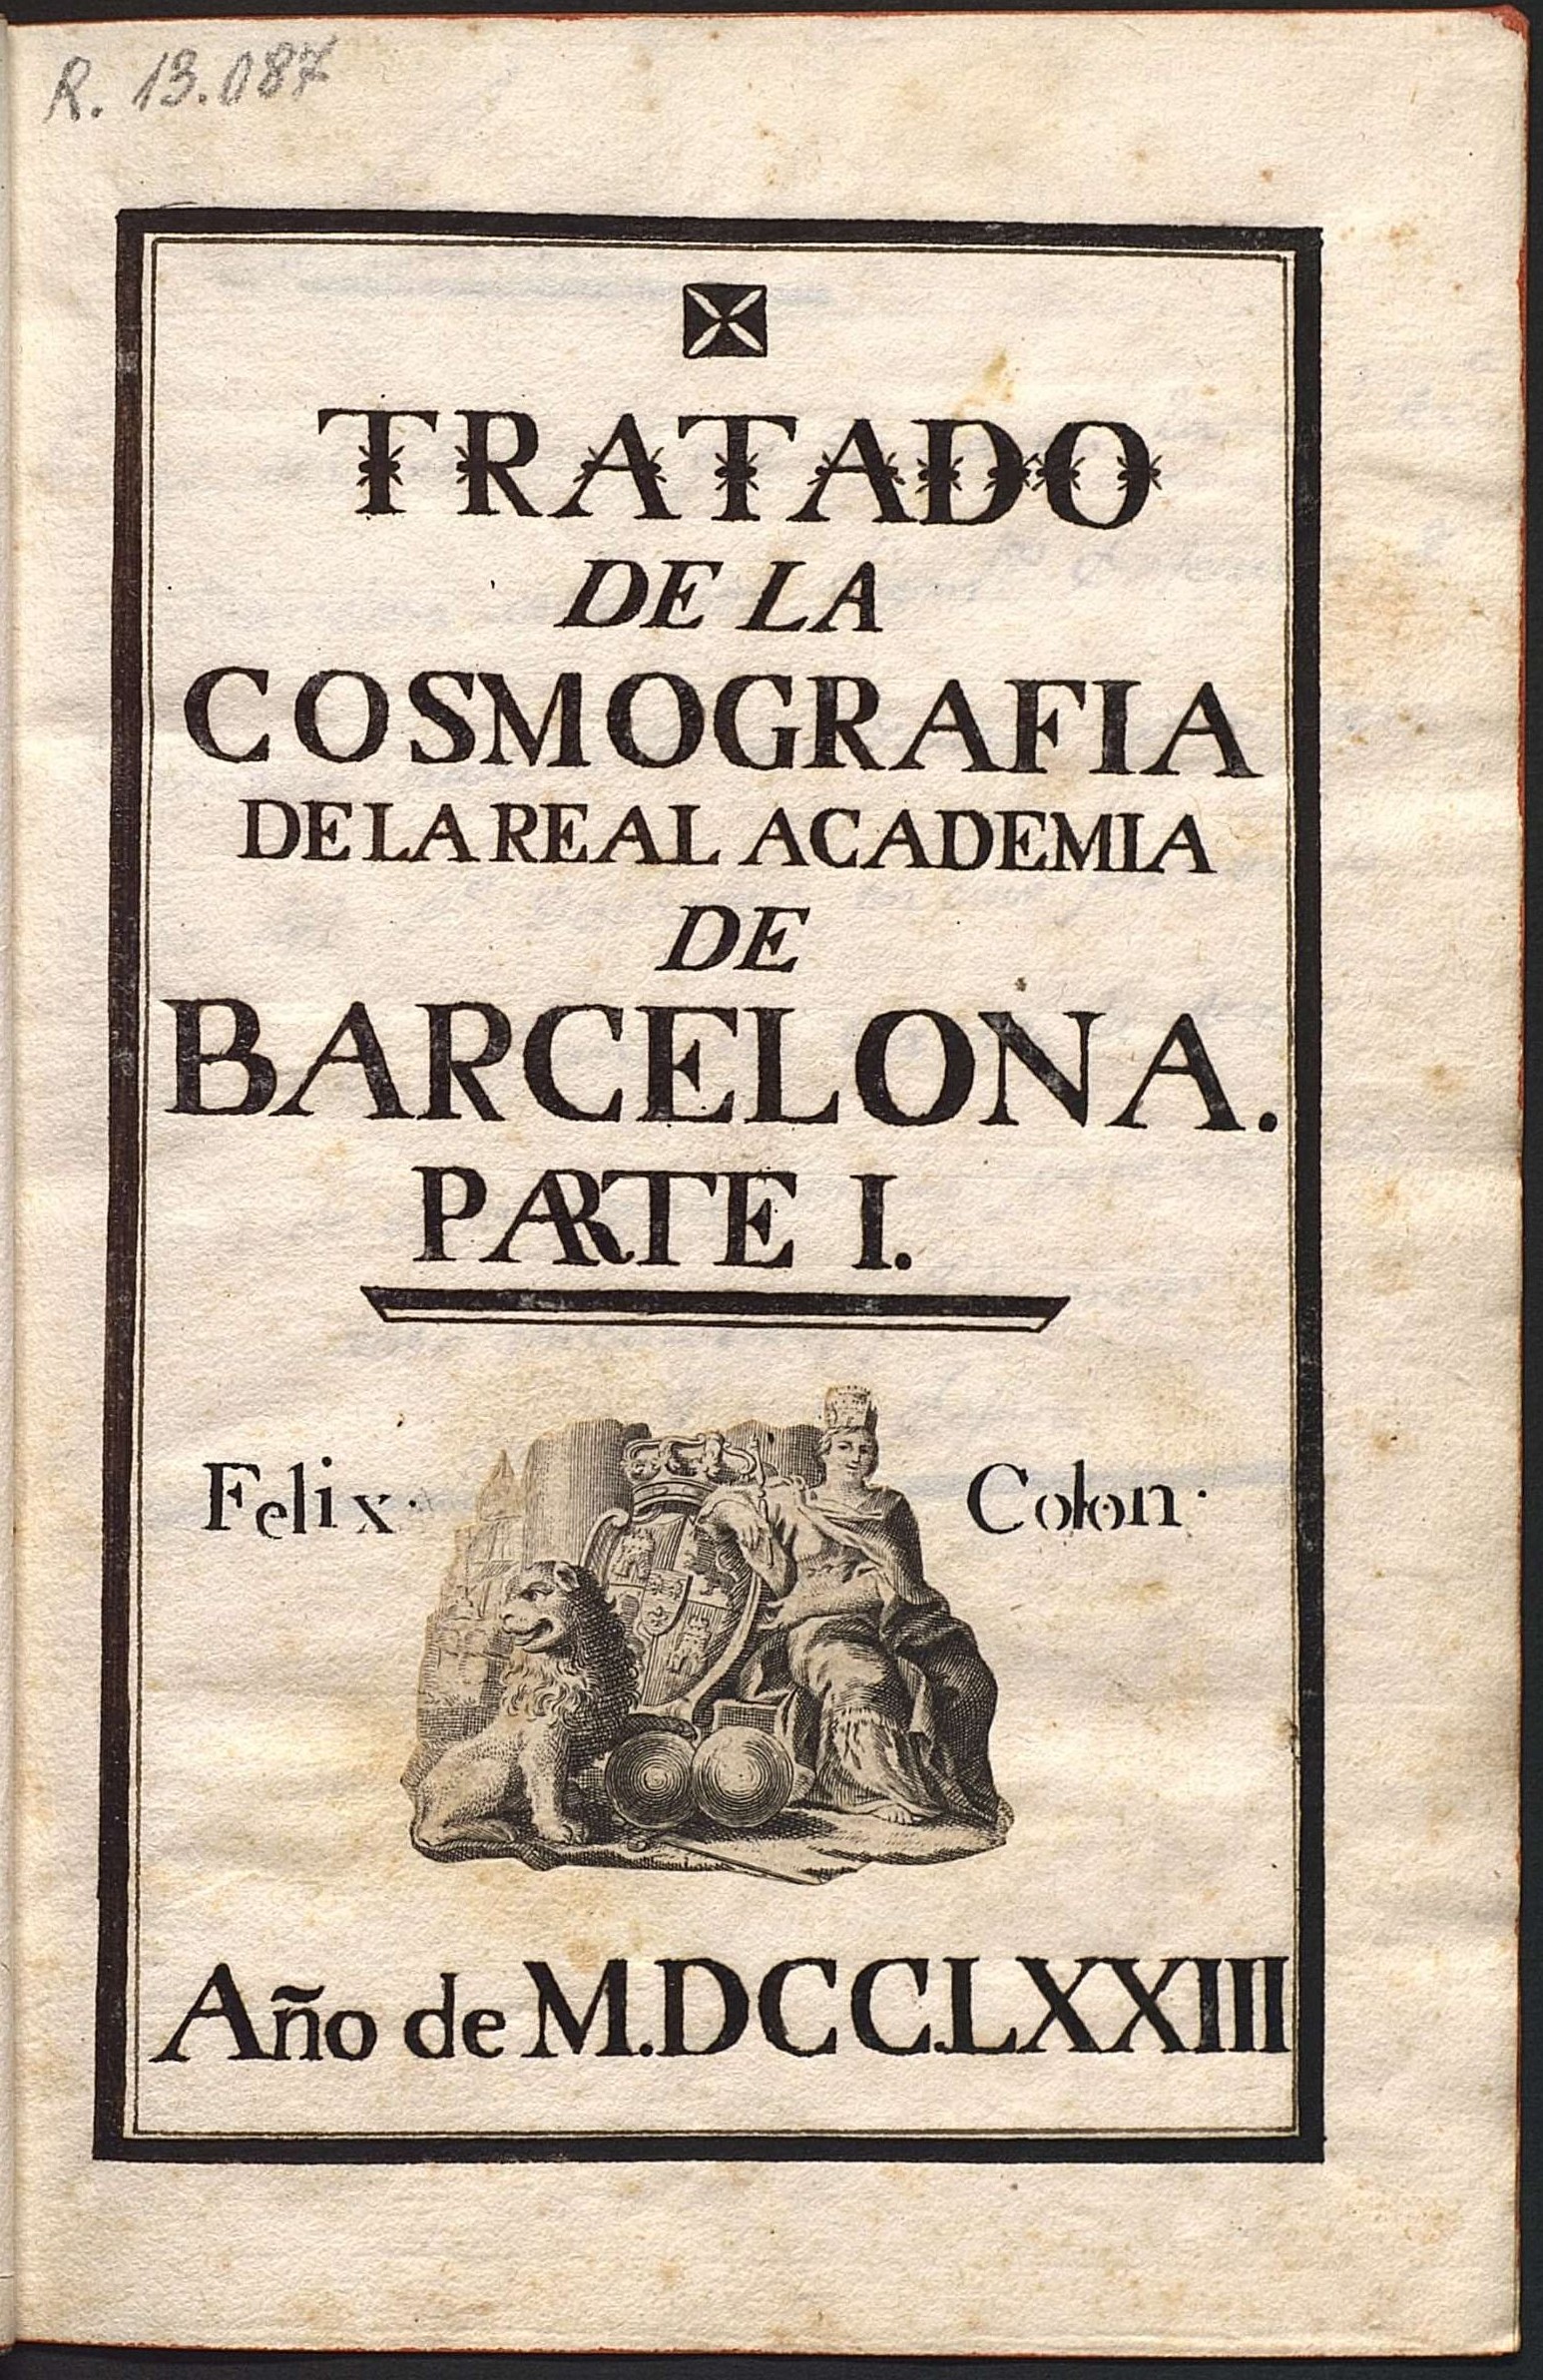 R. 13.087
TRATADO
DE LA
COSMOGRAFIA
DE LA REAL ACADEMIA
DE
BARCELONA.
PARTE I.
Felix. Colon.
Año de M.DCC.LXXIII